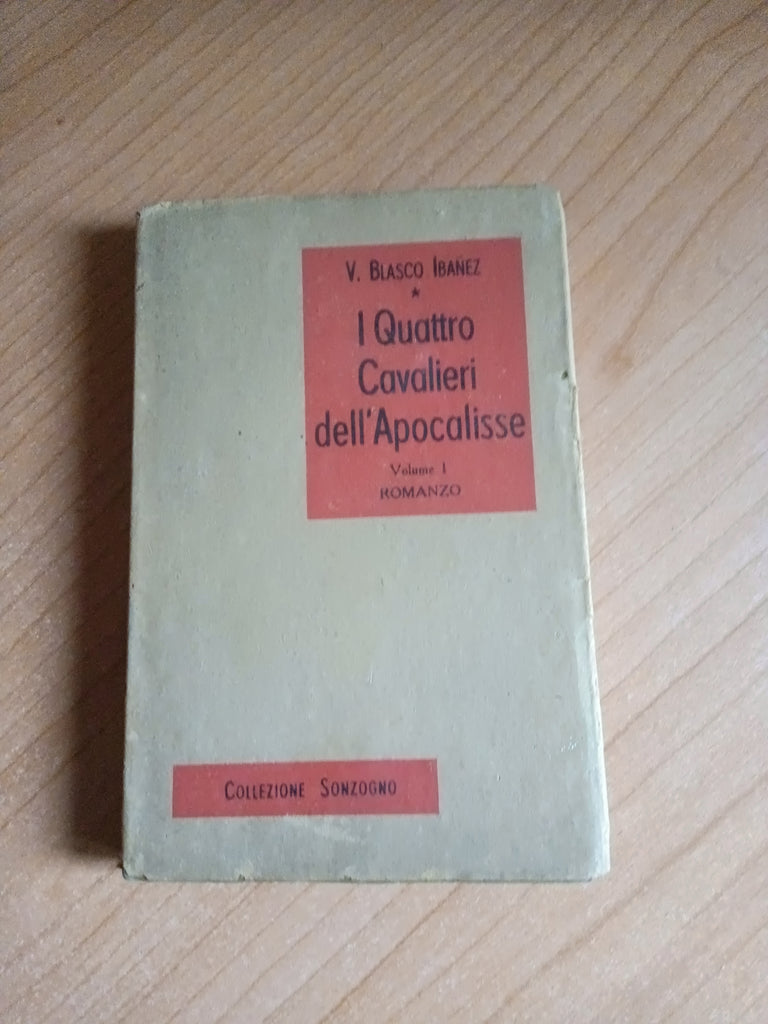 V. BLASCO IBAÑEZ
★
I Quattro
Cavalieri
dell'Apocalisse
Volume I
ROMANZO
COLLEZIONE SONZOGNO